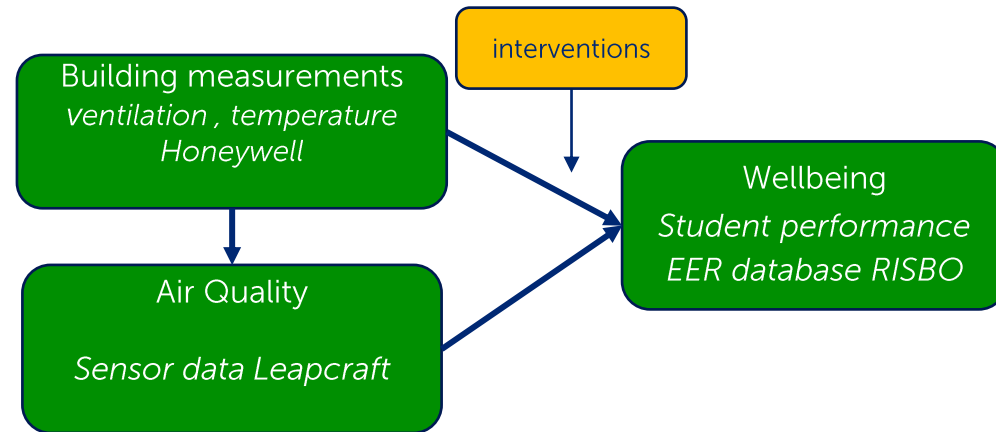 interventions
Building measurements
ventilation , temperature
Honeywell
Wellbeing
Student performance
EER database RISBO
Air Quality
Sensor data Leapcraft